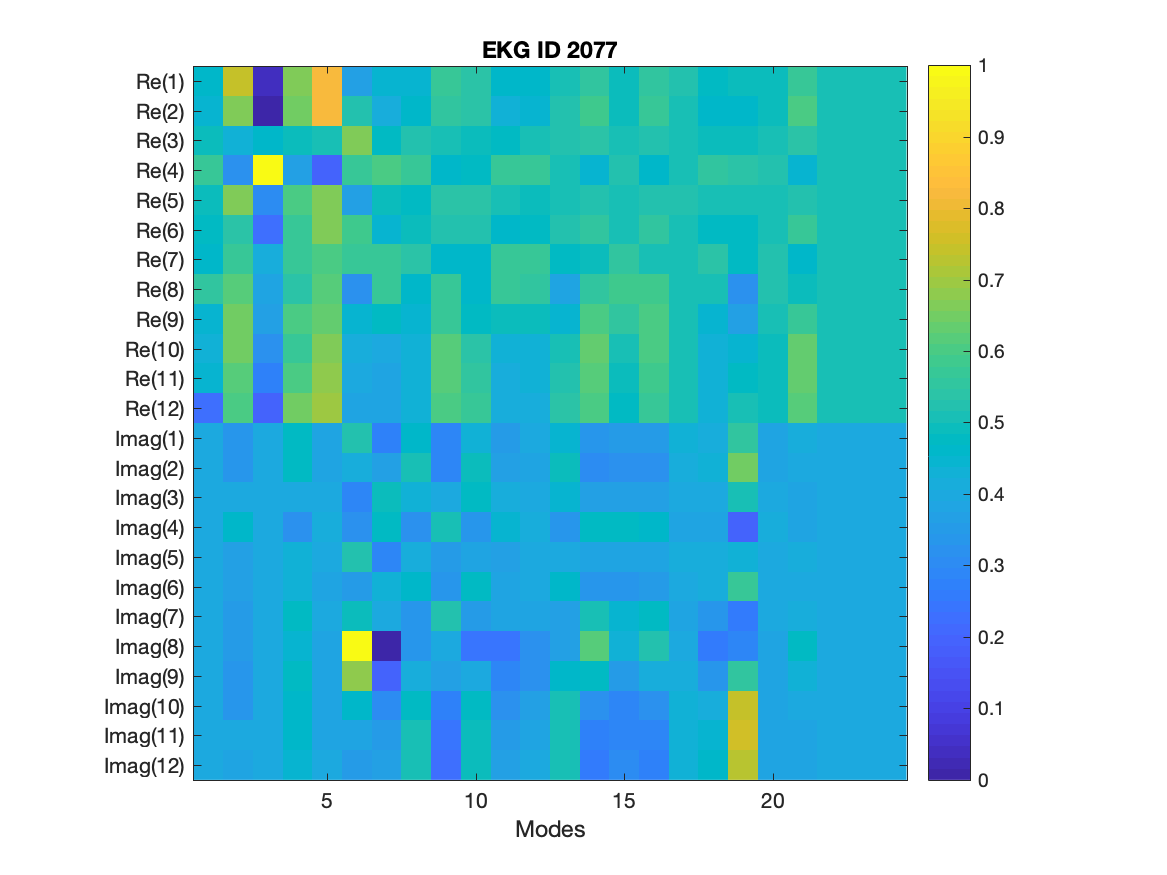 EKG ID 2077
Re(1)
Re(2)
Re(3)
Re(4)
Re(5)
Re(6)
Re(7)
Re(8)
Re(9)
Re(10)
Re(11)
Re(12)
Imag(1)
Imag(2)
Imag(3)
Imag(4)
Imag(5)
Imag(6)
Imag(7)
Imag(8)
Imag(9)
Imag(10)
Imag(11)
Imag(12)
5 10 15 20
Modes
1
0.9
0.8
0.7
0.6
0.5
0.4
0.3
0.2
0.1
0